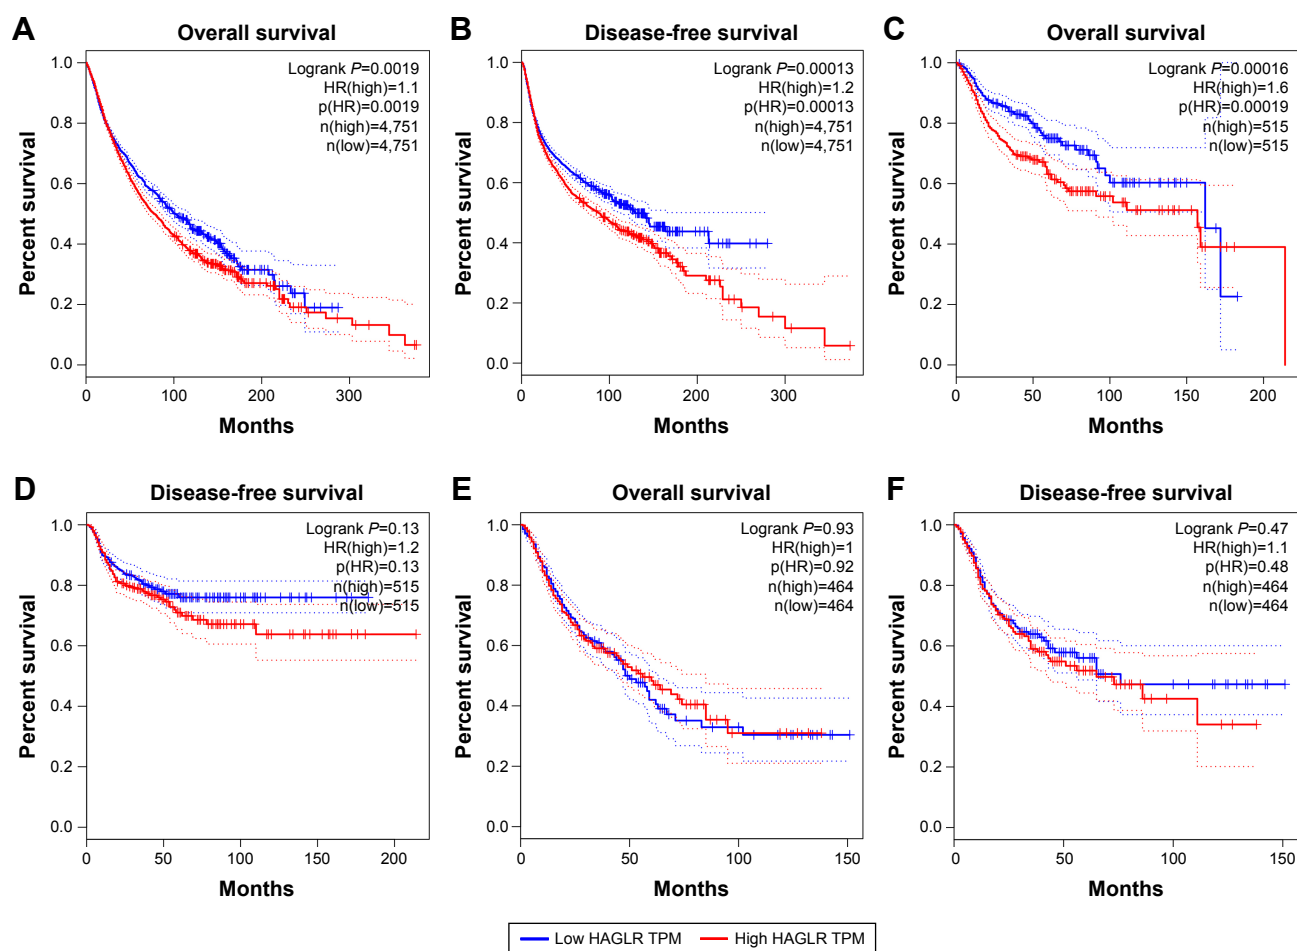 A
Overall survival
Logrank P=0.0019
HR(high)=1.1
p(HR)=0.0019
n(high)=4,751
n(low)=4,751
Percent survival
1.0
0.8
0.6
0.4
0.2
0.0
0
100
200
300
Months
B
Disease-free survival
Logrank P=0.00013
HR(high)=1.2
p(HR)=0.00013
n(high)=4,751
n(low)=4,751
Percent survival
1.0
0.8
0.6
0.4
0.2
0.0
0
100
200
300
Months
C
Overall survival
Logrank P=0.00016
HR(high)=1.6
p(HR)=0.00019
n(high)=515
n(low)=515
Percent survival
1.0
0.8
0.6
0.4
0.2
0.0
0
50
100
150
200
Months
D
Disease-free survival
Logrank P=0.13
HR(high)=1.2
p(HR)=0.13
n(high)=515
n(low)=515
Percent survival
1.0
0.8
0.6
0.4
0.2
0.0
0
50
100
150
200
Months
E
Overall survival
Logrank P=0.93
HR(high)=1
p(HR)=0.92
n(high)=464
n(low)=464
Percent survival
1.0
0.8
0.6
0.4
0.2
0.0
0
50
100
150
Months
F
Disease-free survival
Logrank P=0.47
HR(high)=1.1
p(HR)=0.48
n(high)=464
n(low)=464
Percent survival
1.0
0.8
0.6
0.4
0.2
0.0
0
50
100
150
Months
Low HAGLR TPM
High HAGLR TPM